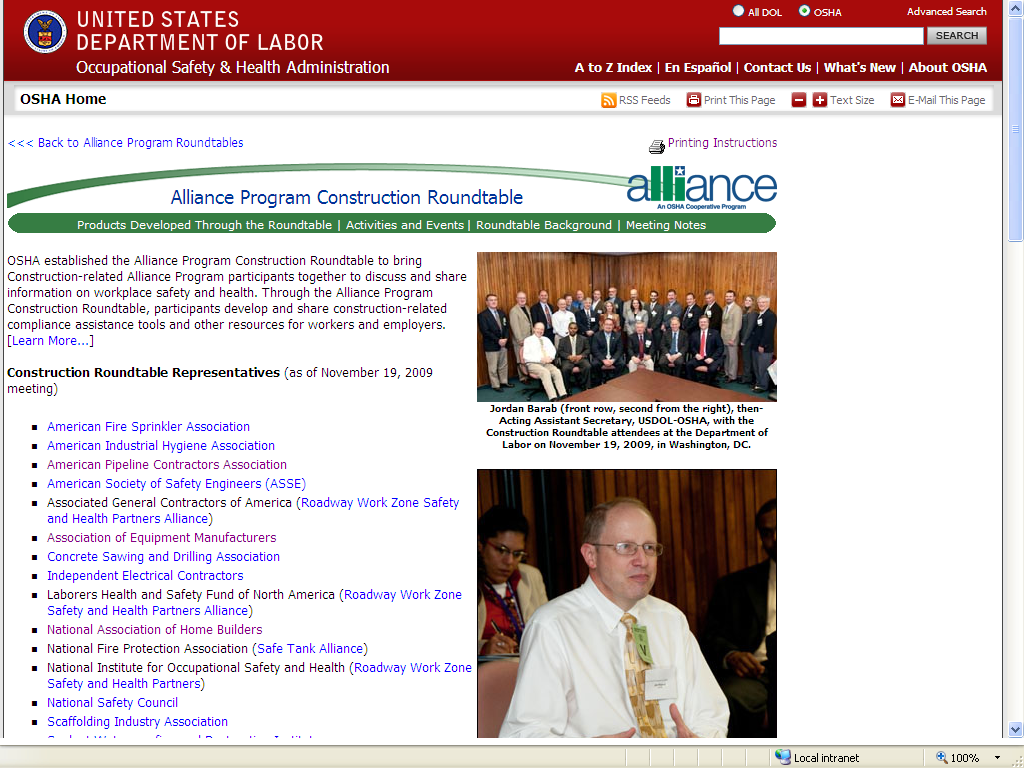 UNITED STATES
DEPARTMENT OF LABOR
Occupational Safety & Health Administration
All DOL OSHA Advanced Search
SEARCH
A to Z Index | En Español | Contact Us | What's New | About OSHA
OSHA Home
RSS Feeds Print This Page Text Size E-Mail This Page
<<< Back to Alliance Program Roundtables
Printing Instructions
Alliance Program Construction Roundtable
alliance
An OSHA Cooperative Program
Products Developed Through the Roundtable | Activities and Events | Roundtable Background | Meeting Notes
OSHA established the Alliance Program Construction Roundtable to bring
Construction-related Alliance Program participants together to discuss and share
information on workplace safety and health. Through the Alliance Program
Construction Roundtable, participants develop and share construction-related
compliance assistance tools and other resources for workers and employers.
[Learn More...]
Construction Roundtable Representatives (as of November 19, 2009
meeting)
American Fire Sprinkler Association
American Industrial Hygiene Association
American Pipeline Contractors Association
American Society of Safety Engineers (ASSE)
Associated General Contractors of America (Roadway Work Zone Safety
and Health Partners Alliance)
Association of Equipment Manufacturers
Concrete Sawing and Drilling Association
Independent Electrical Contractors
Laborers Health and Safety Fund of North America (Roadway Work Zone
Safety and Health Partners Alliance)
National Association of Home Builders
National Fire Protection Association (Safe Tank Alliance)
National Institute for Occupational Safety and Health (Roadway Work Zone
Safety and Health Partners)
National Safety Council
Scaffolding Industry Association
Jordan Barab (front row, second from the right), then-
Acting Assistant Secretary, USDOL-OSHA, with the
Construction Roundtable attendees at the Department of
Labor on November 19, 2009, in Washington, DC.
Local intranet
100%